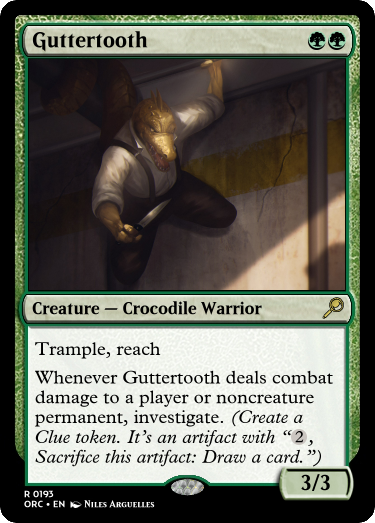 Guttertooth
Creature — Crocodile Warrior
Trample, reach
Whenever Guttertooth deals combat
damage to a player or noncreature
permanent, investigate. (Create a
Clue token. It's an artifact with “2,
Sacrifice this artifact: Draw a card.”)
3/3
R 0193
ORC • EN Niles Arguelles